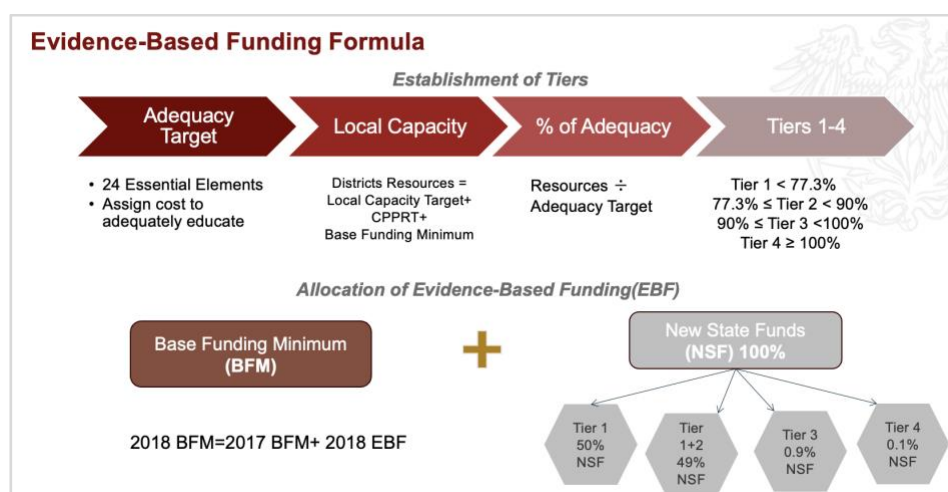 Evidence-Based Funding Formula
Establishment of Tiers
Adequacy
Target
Local Capacity
% of Adequacy
Tiers 1-4
• 24 Essential Elements
• Assign cost to
adequately educate
Districts Resources =
Local Capacity Target+
CPPRT+
Base Funding Minimum
Resources ÷
Adequacy Target
Tier 1 < 77.3%
77.3% ≤ Tier 2 < 90%
90% ≤ Tier 3 <100%
Tier 4 ≥ 100%
Allocation of Evidence-Based Funding(EBF)
Base Funding Minimum
(BFM)
+
New State Funds
(NSF) 100%
2018 BFM=2017 BFM+ 2018 EBF
Tier 1
50%
NSF
Tier
1+2
49%
NSF
Tier 3
0.9%
NSF
Tier 4
0.1%
NSF